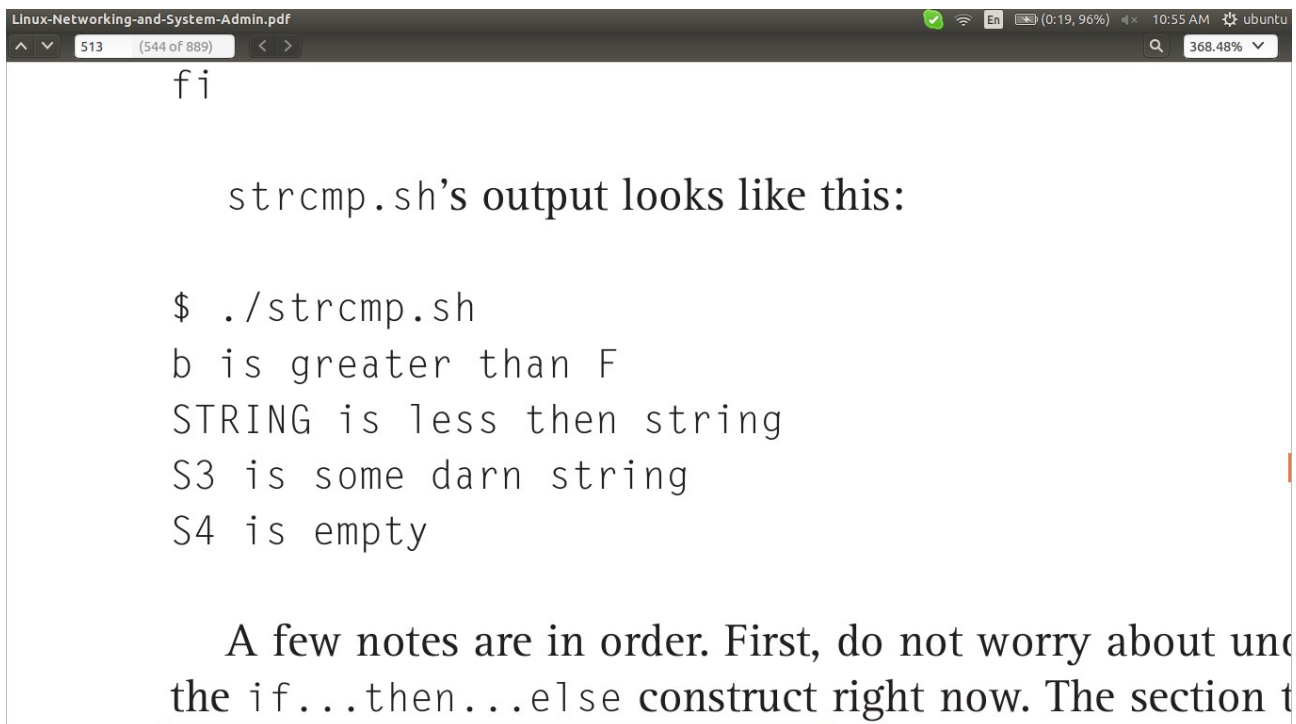 Linux-Networking-and-System-Admin.pdf
En (0:19, 96%) 10:55 AM ubuntu
513 (544 of 889) 368.48%
fi
strcmp.sh’s output looks like this:
$ ./strcmp.sh
b is greater than F
STRING is less then string
S3 is some darn string
S4 is empty
A few notes are in order. First, do not worry about und
the if...then...else construct right now. The section t